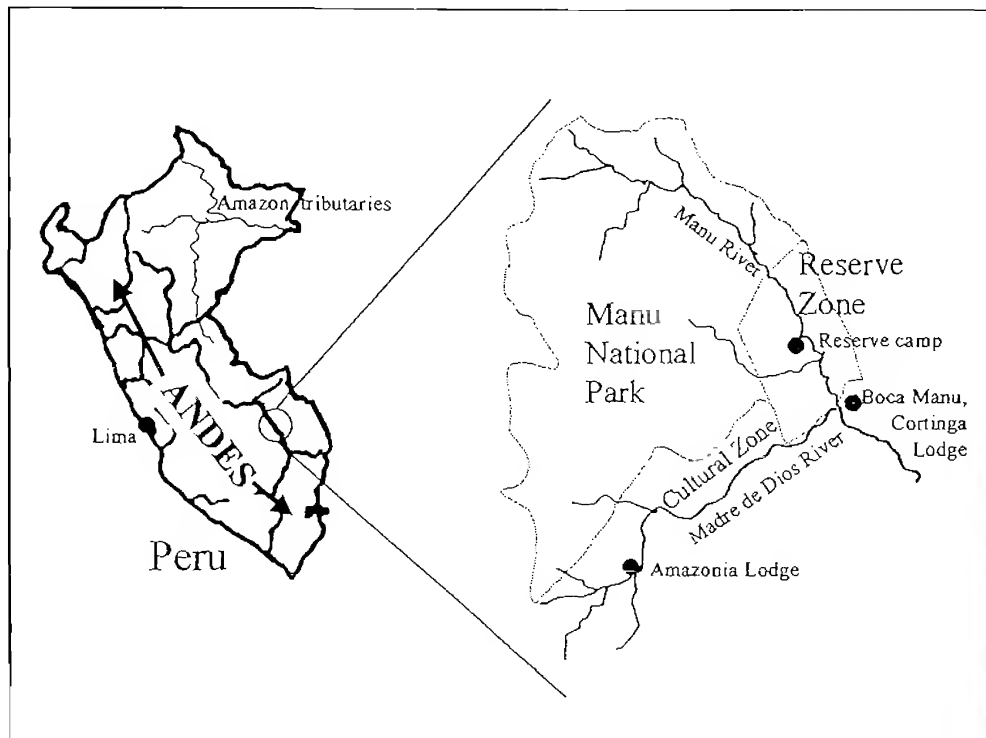 Amazon tributaries
ANDES
Lima
Peru
Manu River
Reserve
Zone
Manu
National
Park
Reserve camp
Boca Manu,
Cortinga
Lodge
Cultural Zone
Madre de Dios River
Amazonia Lodge